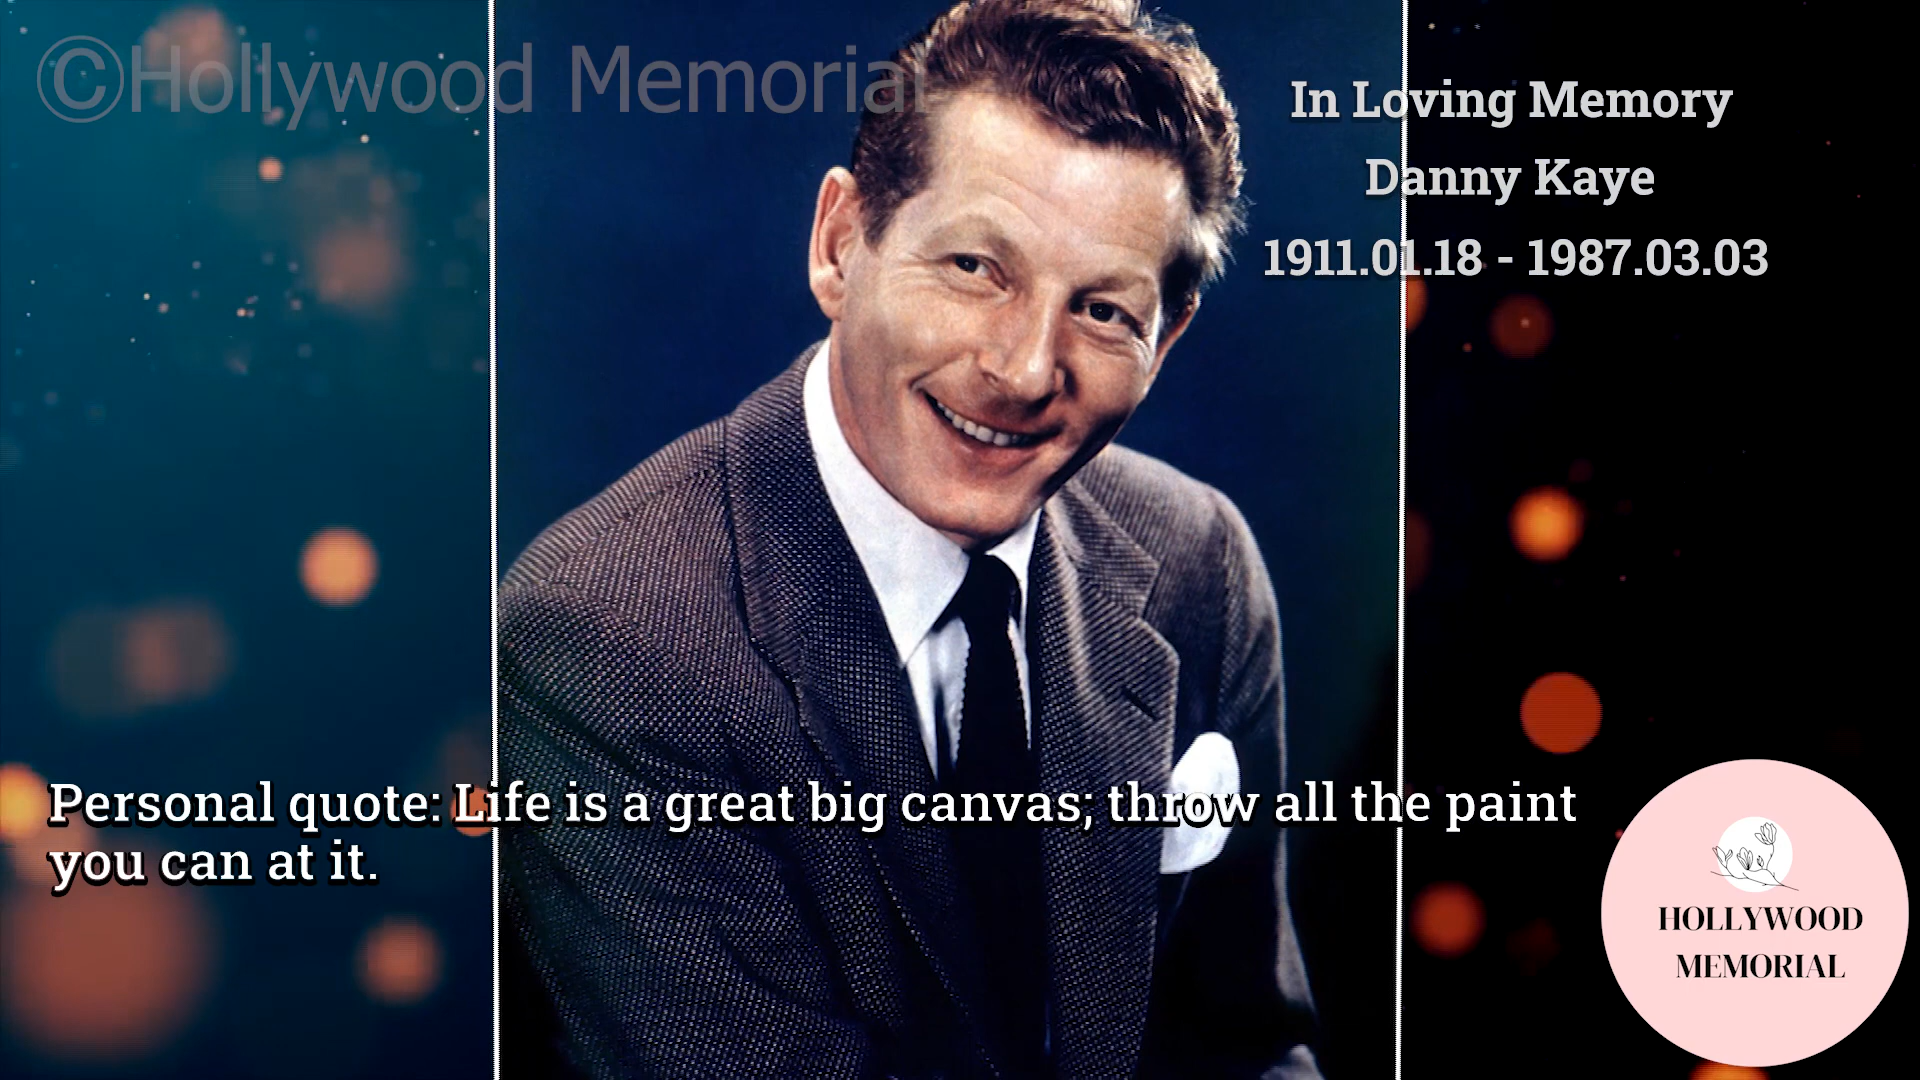 ©Hollywood Memorial
In Loving Memory
Danny Kaye
1911.01.18 - 1987.03.03
Personal quote: Life is a great big canvas; throw all the paint
you can at it.
HOLLYWOOD
MEMORIAL